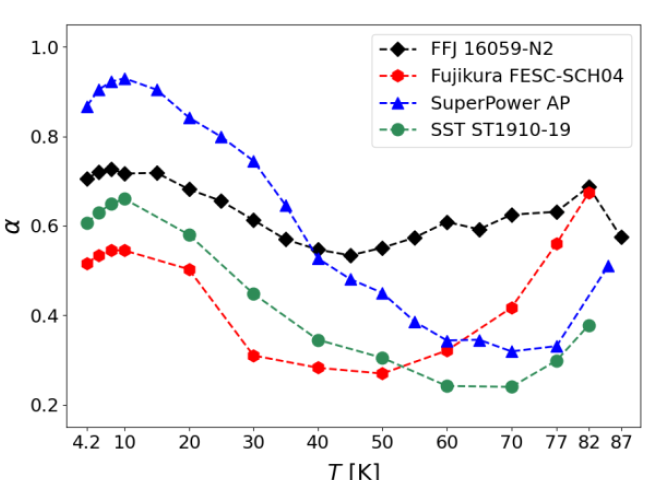 FFJ 16059-N2
Fujikura FESC-SCH04
SuperPower AP
SST ST1910-19
1.0
0.8
0.6
0.4
0.2
α
4.2 10 20 30 40 50 60 70 77 82 87
T [K]